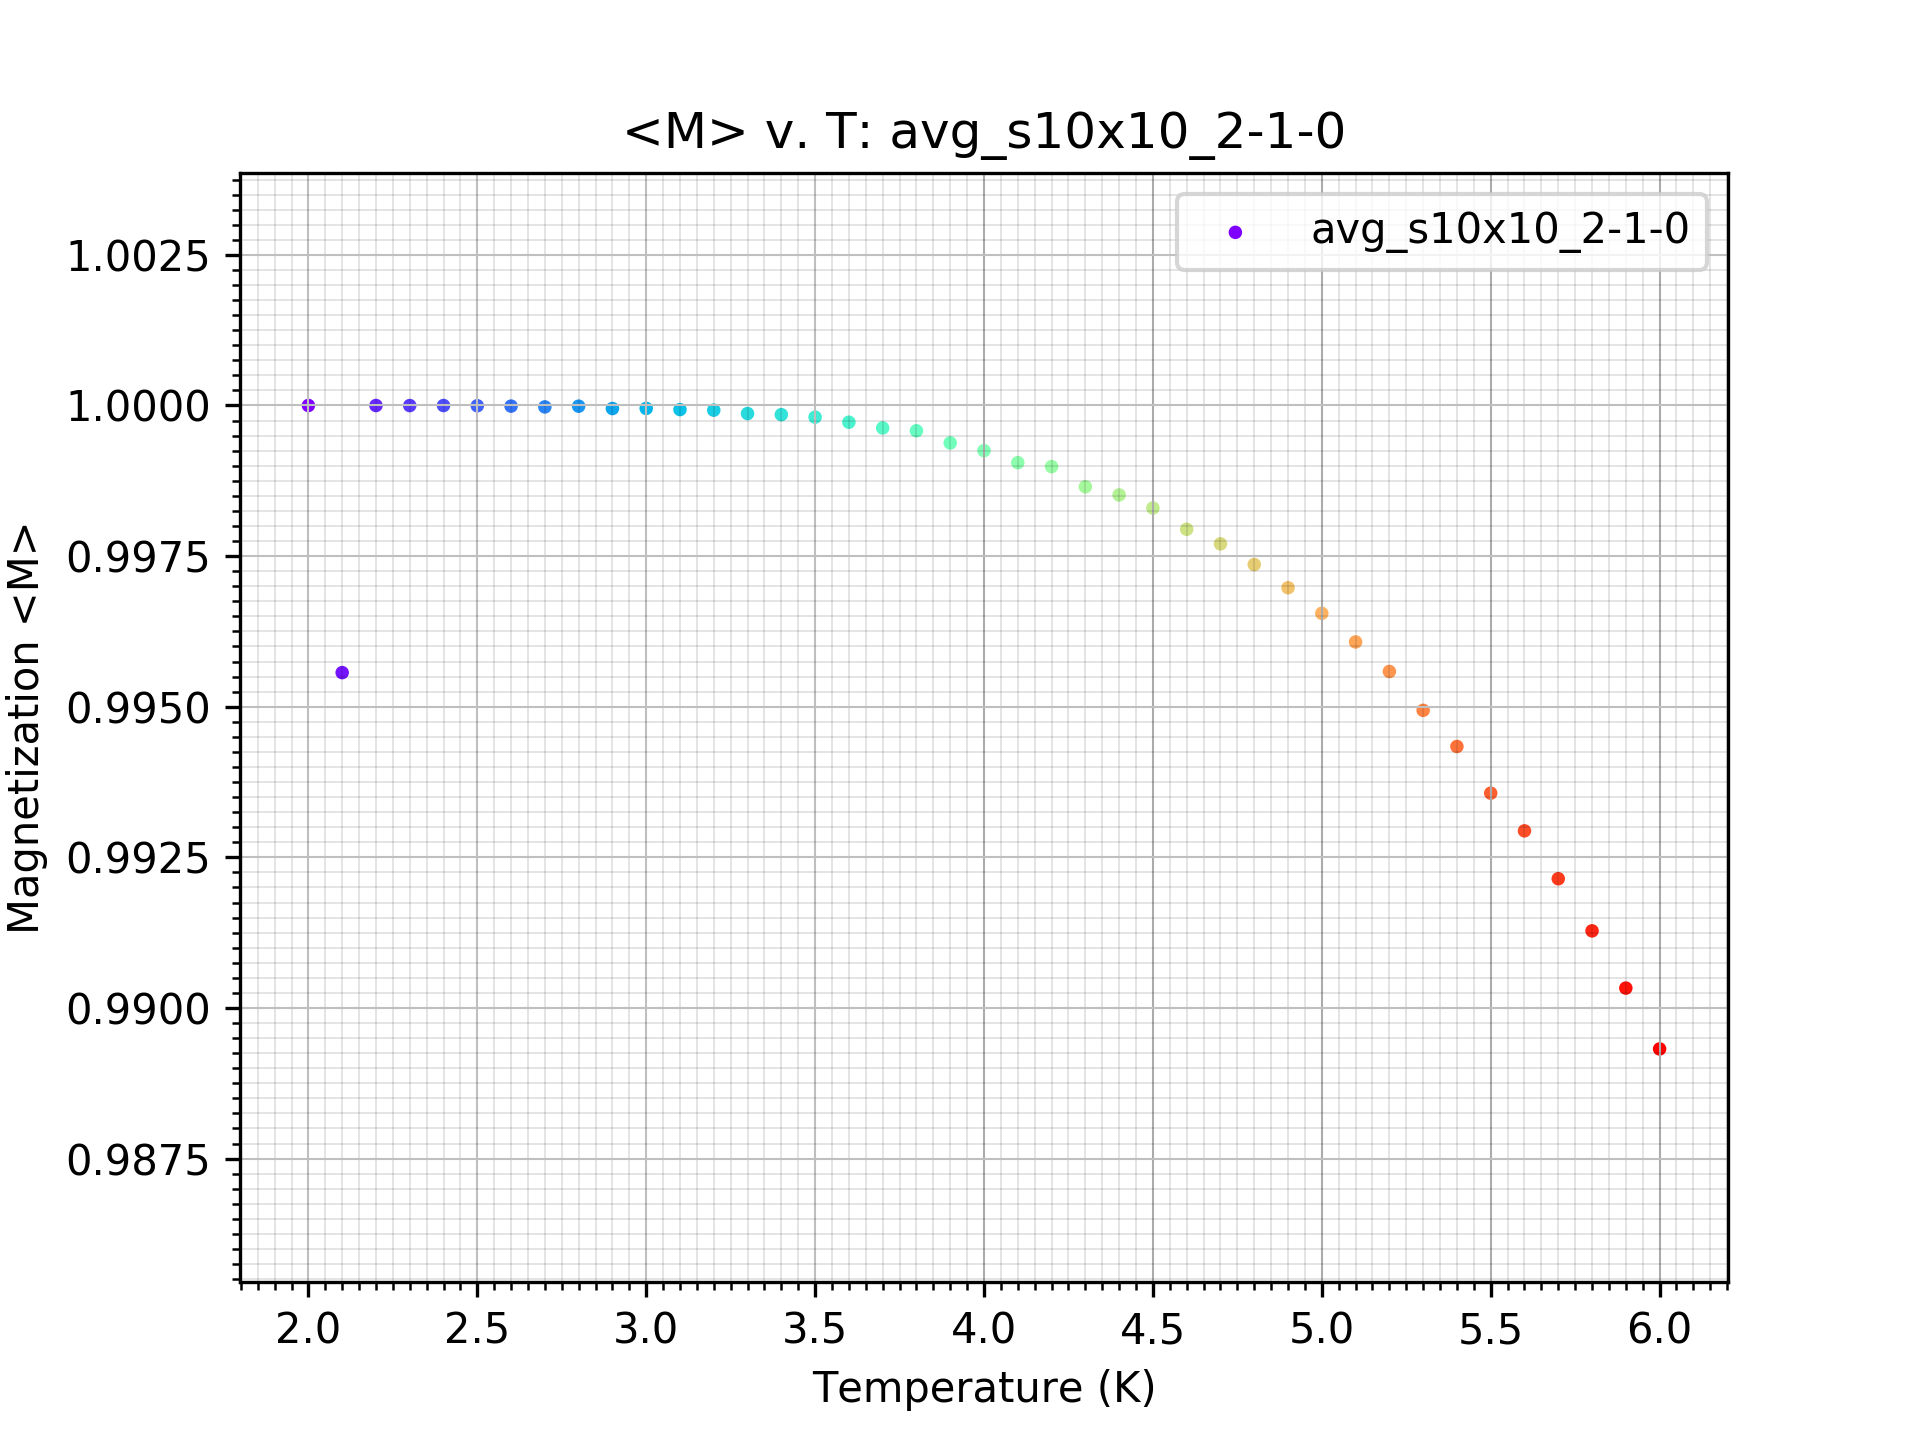 <M> v. T: avg_s10x10_2-1-0
avg_s10x10_2-1-0
1.0025
1.0000
0.9975
0.9950
0.9925
0.9900
0.9875
Magnetization <M>
2.0 2.5 3.0 3.5 4.0 4.5 5.0 5.5 6.0
Temperature (K)